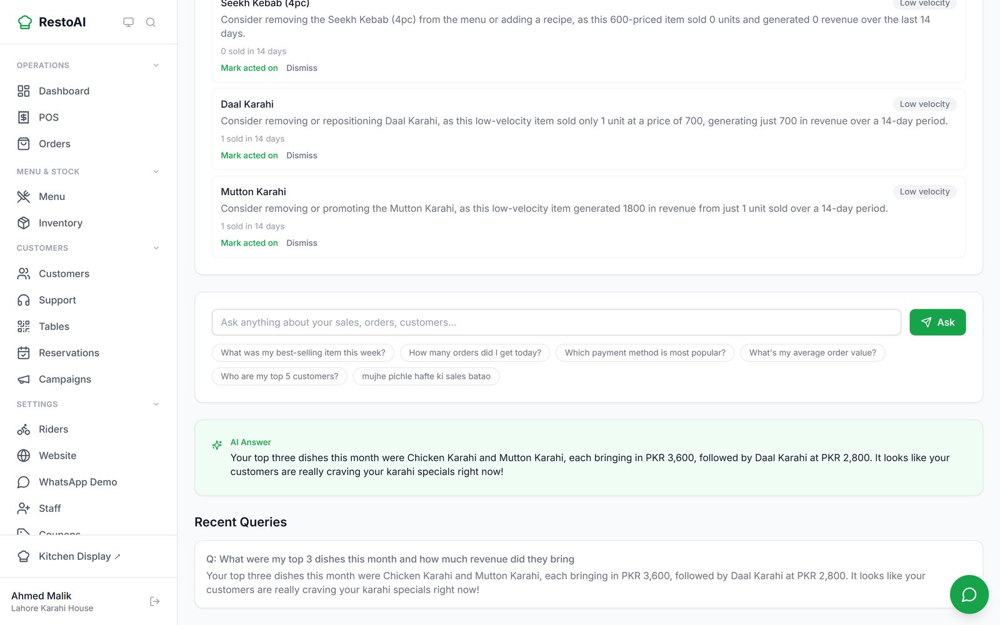 RestoAI
OPERATIONS
Dashboard
POS
Orders
MENU & STOCK
Menu
Inventory
CUSTOMERS
Customers
Support
Tables
Reservations
Campaigns
SETTINGS
Riders
Website
WhatsApp Demo
Staff
Coupons
Kitchen Display ↗
Ahmed Malik
Lahore Karahi House
Seekh Kebab (4pc)
Low velocity
Consider removing the Seekh Kebab (4pc) from the menu or adding a recipe, as this 600-priced item sold 0 units and generated 0 revenue over the last 14
days.
0 sold in 14 days
Mark acted on Dismiss
Daal Karahi
Low velocity
Consider removing or repositioning Daal Karahi, as this low-velocity item sold only 1 unit at a price of 700, generating just 700 in revenue over a 14-day period.
1 sold in 14 days
Mark acted on Dismiss
Mutton Karahi
Low velocity
Consider removing or promoting the Mutton Karahi, as this low-velocity item generated 1800 in revenue from just 1 unit sold over a 14-day period.
1 sold in 14 days
Mark acted on Dismiss
Ask anything about your sales, orders, customers...
Ask
What was my best-selling item this week? How many orders did I get today? Which payment method is most popular? What's my average order value?
Who are my top 5 customers? mujhe pichle hafte ki sales batao
AI Answer
Your top three dishes this month were Chicken Karahi and Mutton Karahi, each bringing in PKR 3,600, followed by Daal Karahi at PKR 2,800. It looks like your
customers are really craving your karahi specials right now!
Recent Queries
Q: What were my top 3 dishes this month and how much revenue did they bring
Your top three dishes this month were Chicken Karahi and Mutton Karahi, each bringing in PKR 3,600, followed by Daal Karahi at PKR 2,800. It looks like your
customers are really craving your karahi specials right now!